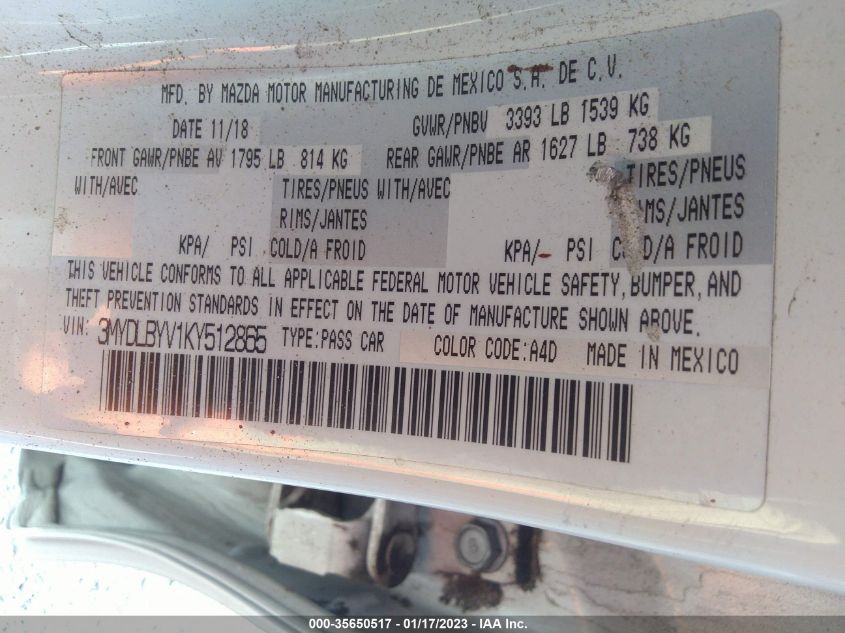 MFD. BY MAZDA MOTOR MANUFACTURING DE MEXICO S.A. DE C.V.
DATE 11/18 GVWR/PNBV 3393 LB 1539 KG
FRONT GAWR/PNBE AV 1795 LB 814 KG REAR GAWR/PNBE AR 1627 LB 738 KG
WITH/AVEC TIRES/PNEUS WITH/AVEC TIRES/PNEUS
RIMS/JANTES RIMS/JANTES
KPA/ PSI COLD/A FROID KPA/ PSI COLD/A FROID
THIS VEHICLE CONFORMS TO ALL APPLICABLE FEDERAL MOTOR VEHICLE SAFETY, BUMPER, AND
THEFT PREVENTION STANDARDS IN EFFECT ON THE DATE OF MANUFACTURE SHOWN ABOVE.
VIN: 3MYDLBYV1KY512865 TYPE:PASS CAR COLOR CODE:A4D MADE IN MEXICO
000-35650517 - 01/17/2023 - IAA Inc.